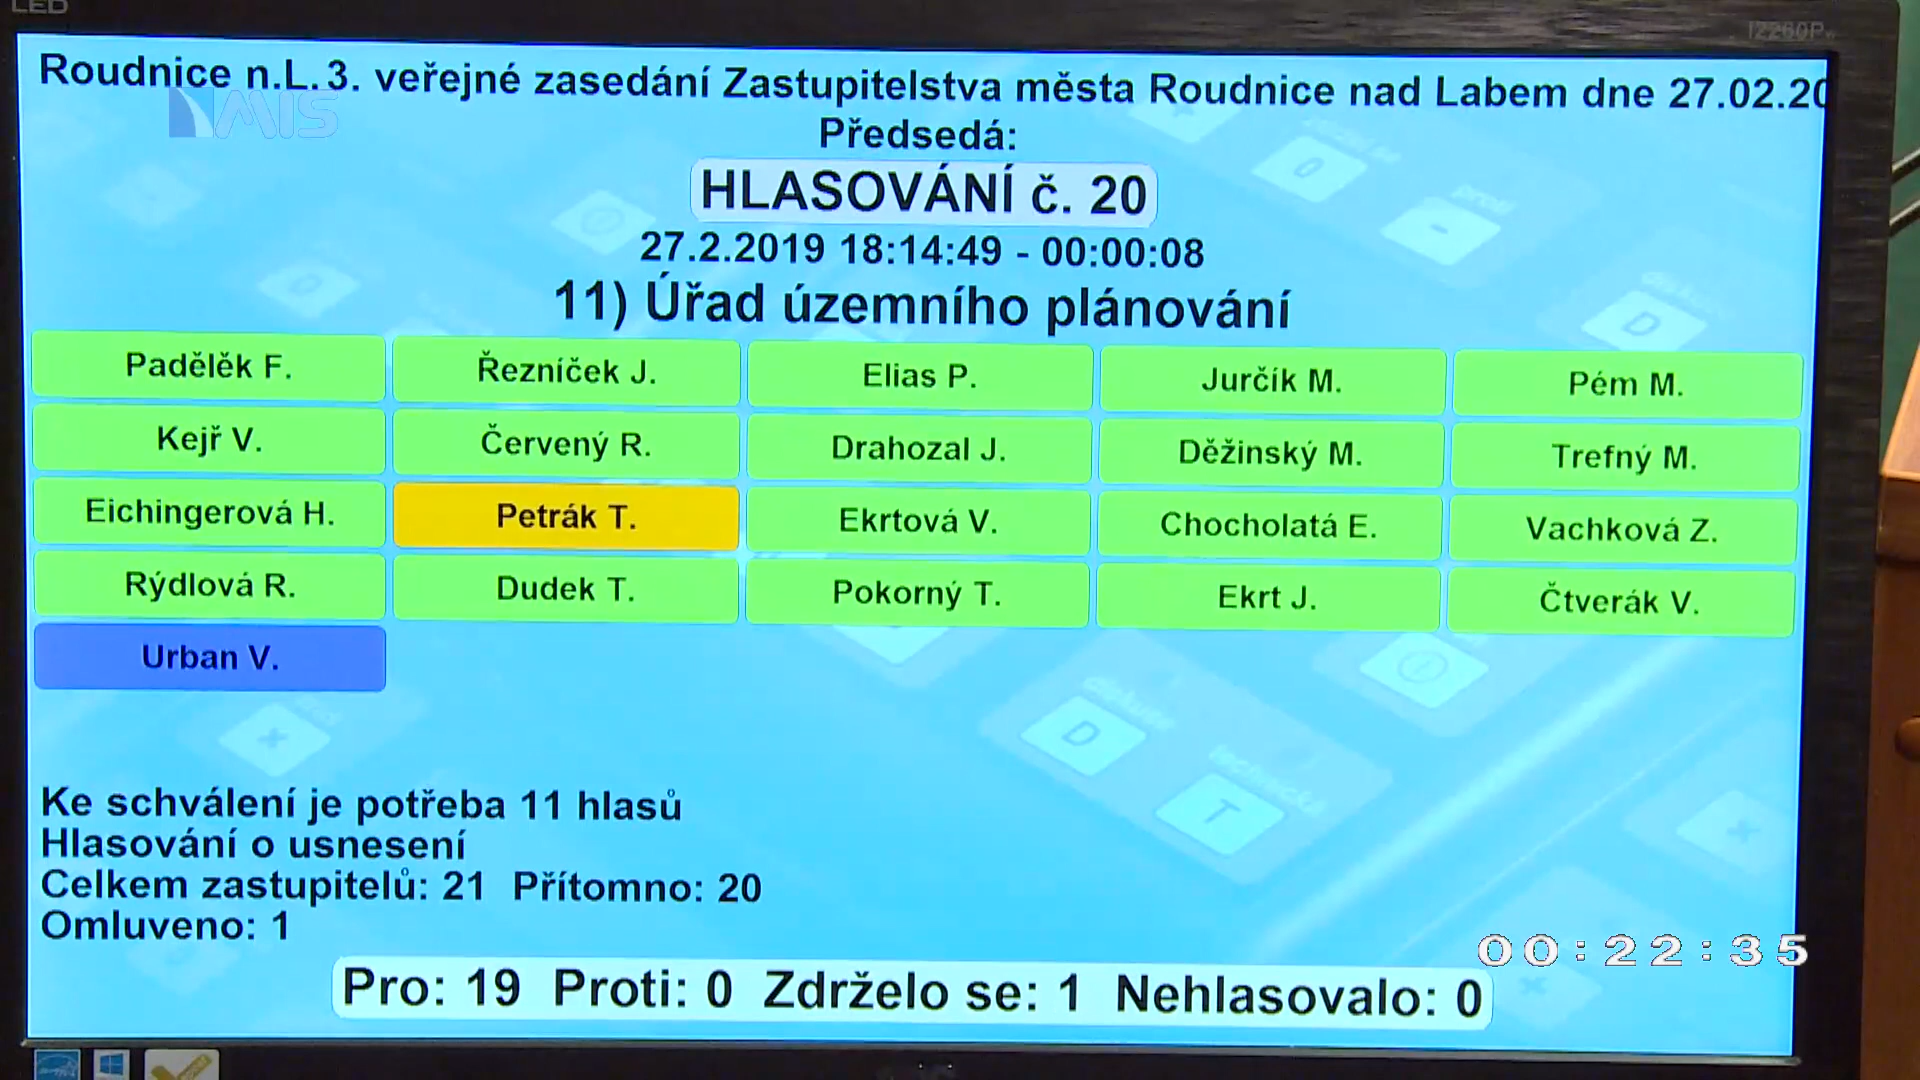 LED
Roudnice n.L. 3. veřejné zasedání Zastupitelstva města Roudnice nad Labem dne 27.02.20
MIS
Předsedá:
HLASOVÁNÍ č. 20
27.2.2019 18:14:49 - 00:00:08
11) Úřad územního plánování
Padělěk F. Řezníček J. Elias P. Jurčík M. Pém M.
Kejř V. Červený R. Drahozal J. Děžinský M. Trefný M.
Eichingerová H. Petrák T. Ekrtová V. Chocholatá E. Vachková Z.
Rýdlová R. Dudek T. Pokorný T. Ekrt J. Čtverák V.
Urban V.
Ke schválení je potřeba 11 hlasů
Hlasování o usnesení
Celkem zastupitelů: 21 Přítomno: 20
Omluveno: 1
00:22:35
Pro: 19 Proti: 0 Zdrželo se: 1 Nehlasovalo: 0